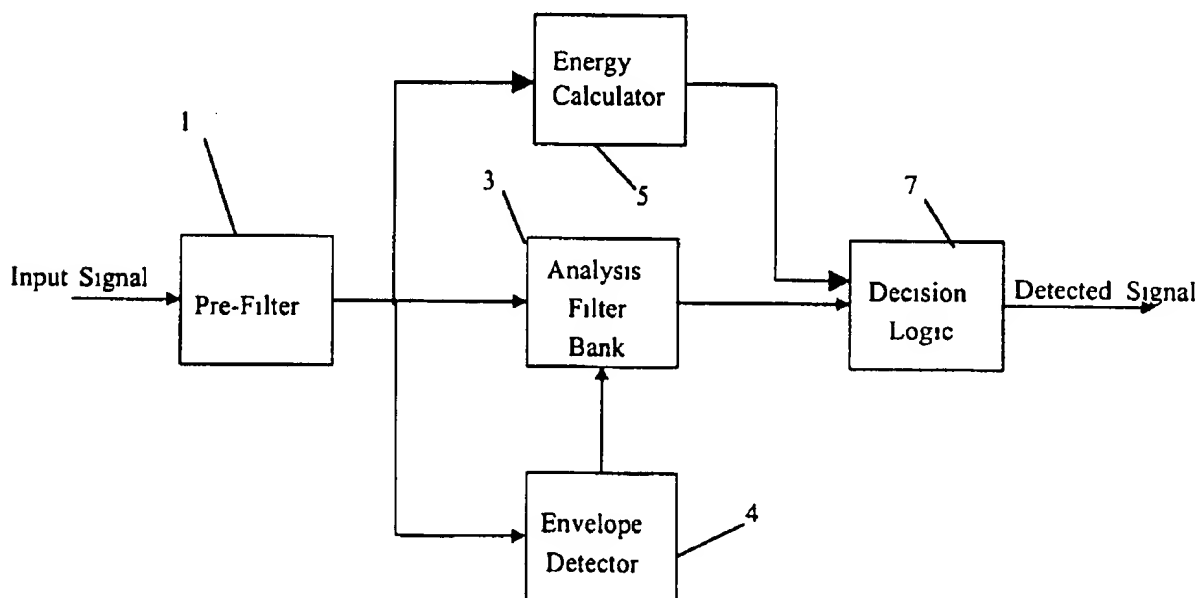 Energy
Calculator
1
5
3
7
Input Signal
Pre-Filter
Analysis
Filter
Bank
Decision
Logic
Detected Signal
Envelope
Detector
4